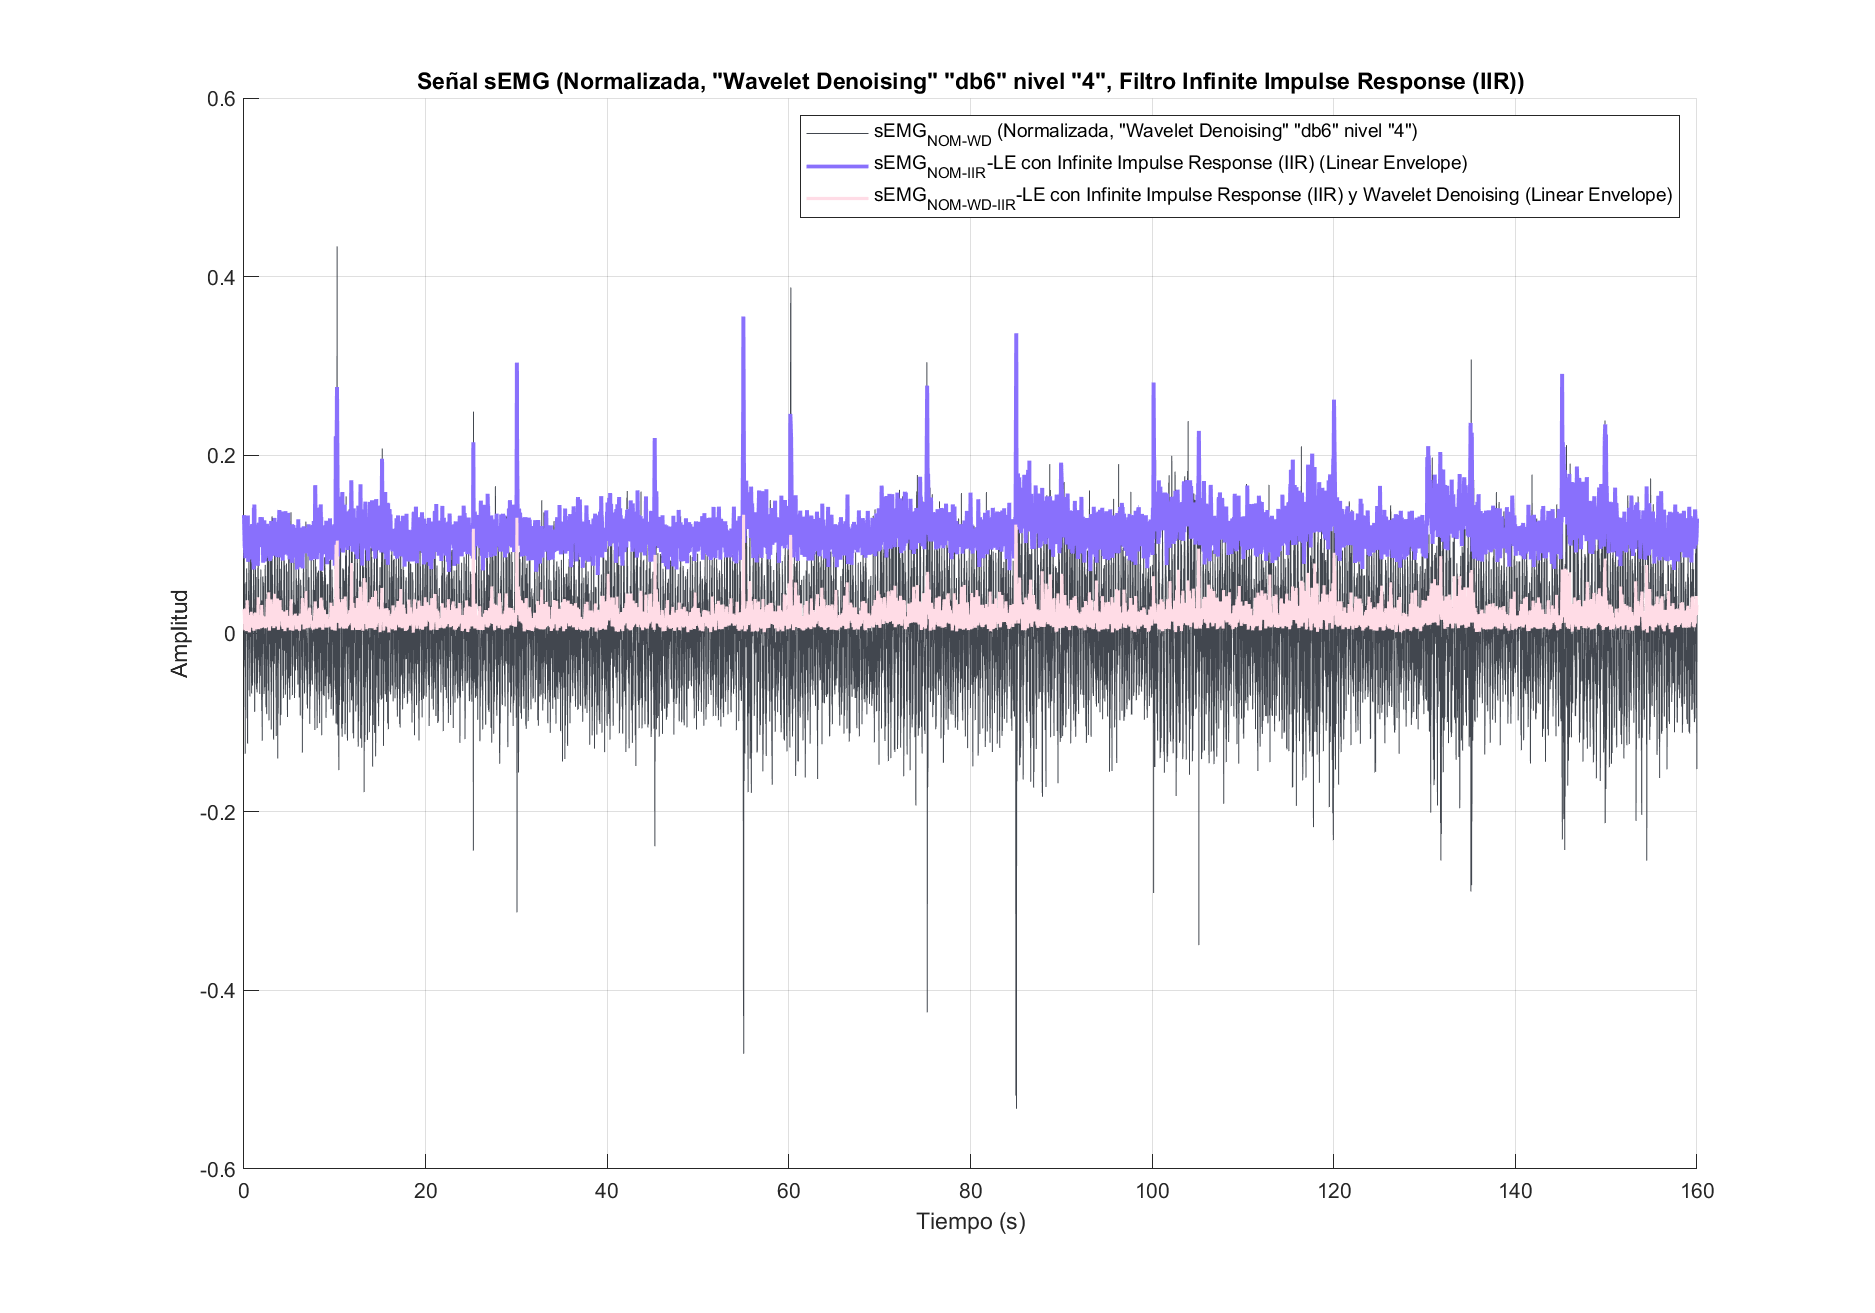 Señal sEMG (Normalizada, "Wavelet Denoising" "db6" nivel "4", Filtro Infinite Impulse Response (IIR))
sEMG_NOM-WD (Normalizada, "Wavelet Denoising" "db6" nivel "4")
sEMG_NOM-IIR-LE con Infinite Impulse Response (IIR) (Linear Envelope)
sEMG_NOM-WD-IIR-LE con Infinite Impulse Response (IIR) y Wavelet Denoising (Linear Envelope)
0.6
0.4
0.2
0
-0.2
-0.4
-0.6
Amplitud
0 20 40 60 80 100 120 140 160
Tiempo (s)